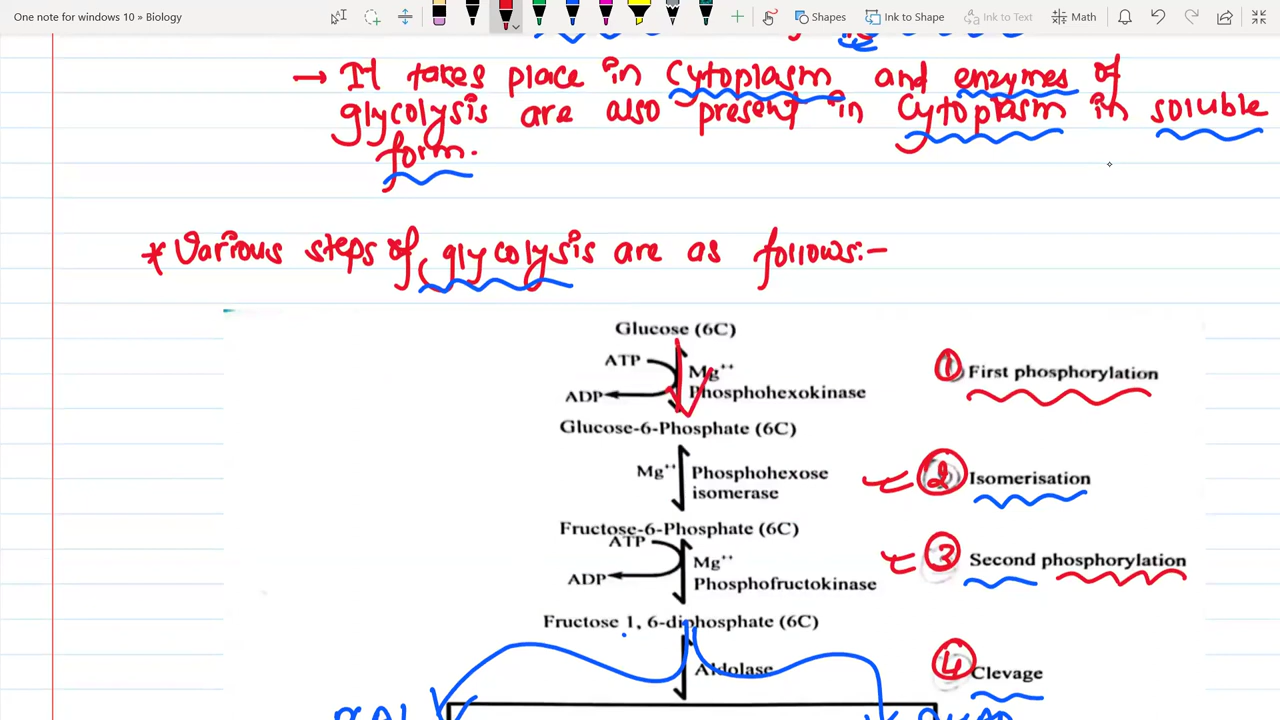 One note for windows 10 » Biology
Shapes
Ink to Shape
Ink to Text
Math
→ It takes place in Cytoplasm and enzymes of
glycolysis are also present in Cytoplasm in soluble
form.
* Various steps of glycolysis are as follows:-
Glucose (6C)
ATP
Mg++
ADP
Phosphohexokinase
① First phosphorylation
Glucose-6-Phosphate (6C)
Mg++
Phosphohexose
isomerase
② Isomerisation
Fructose-6-Phosphate (6C)
ATP
Mg++
ADP
Phosphofructokinase
③ Second phosphorylation
Fructose 1, 6-diphosphate (6C)
Aldolase
④ Clevage